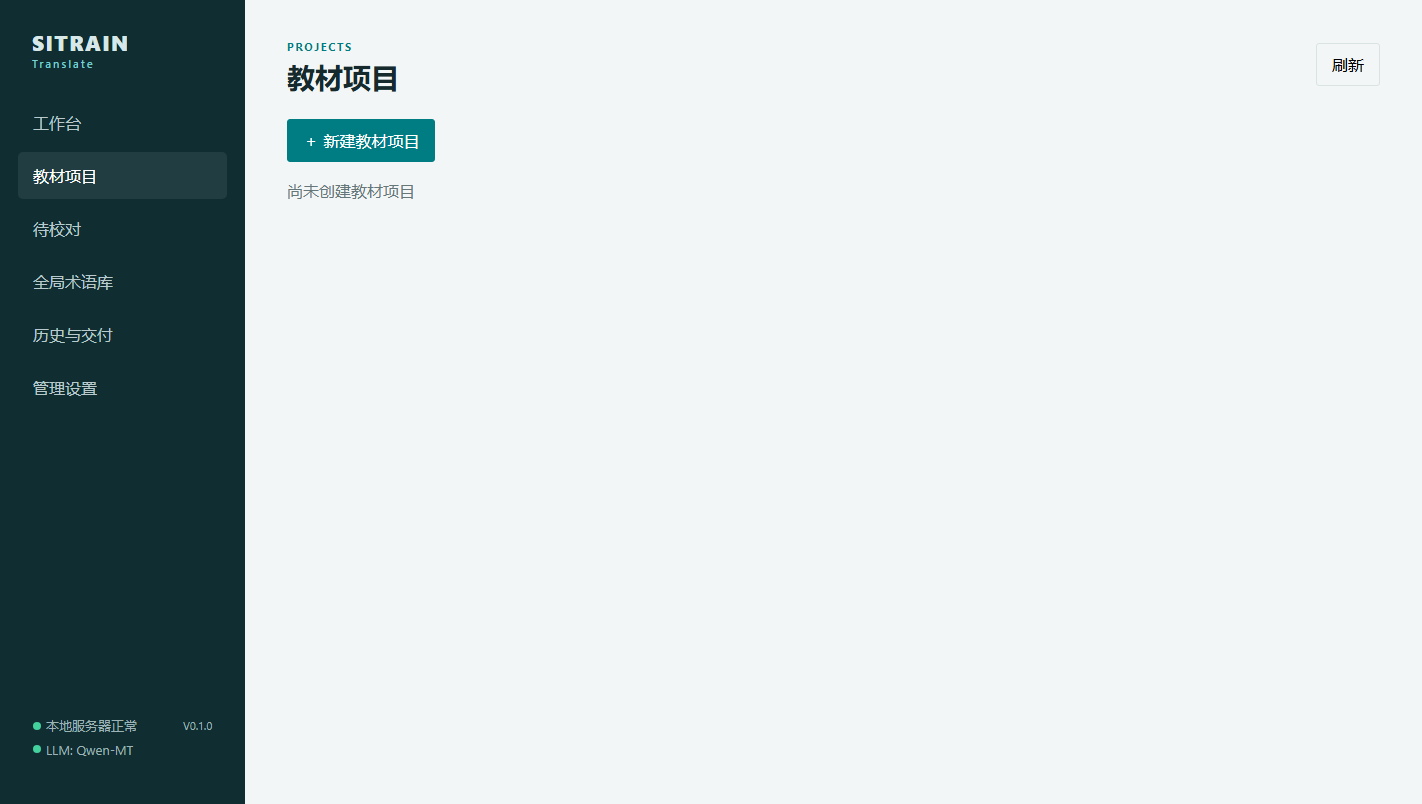 SITRAIN
Translate
工作台
教材项目
待校对
全局术语库
历史与交付
管理设置
本地服务器正常 V0.1.0
LLM: Qwen-MT
PROJECTS
教材项目
刷新
+ 新建教材项目
尚未创建教材项目